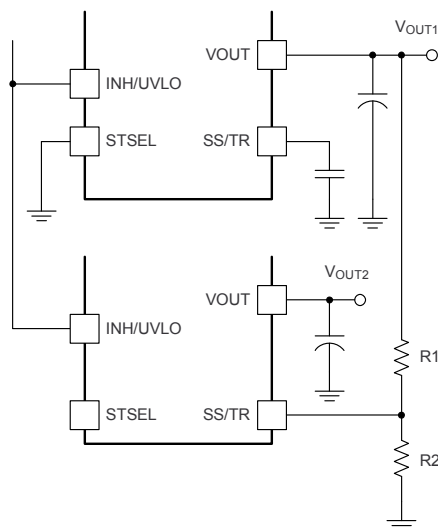 VOUT
VOUT1
INH/UVLO
STSEL
SS/TR
VOUT
VOUT2
INH/UVLO
R1
STSEL
SS/TR
R2